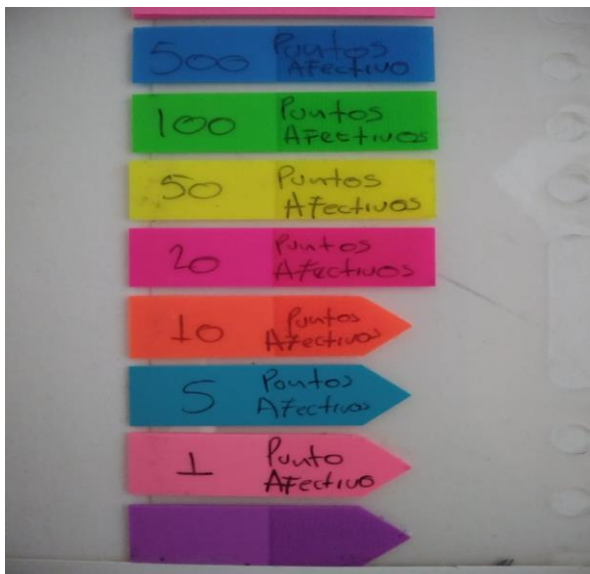 500 Puntos
Afectivo
100 Puntos
Afectivos
50 Puntos
Afectivos
20 Puntos
Afectivos
10 Puntos
Afectivos
5 Puntos
Afectivos
1 Punto
Afectivo